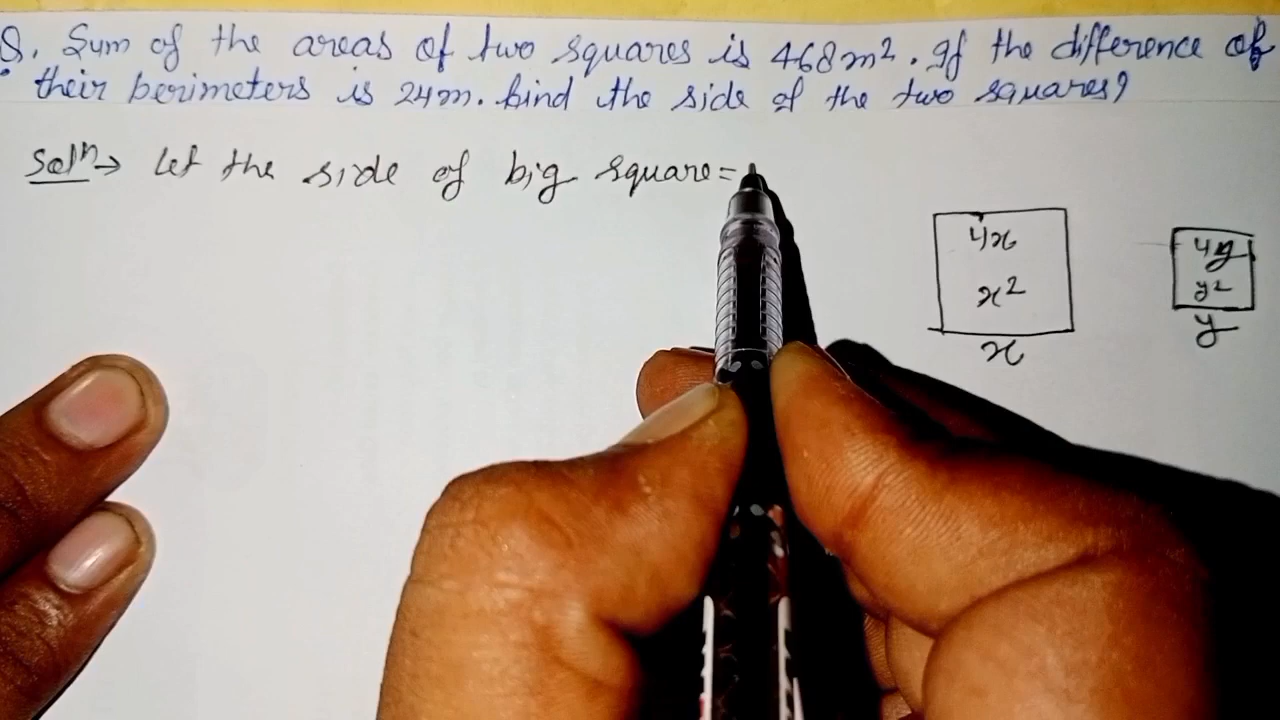 Q. Sum of the areas of two squares is 468m². If the difference of
their perimeters is 24m. find the side of the two squares?
Solⁿ→ Let the side of big square=
4x
x²
x
4y
y²
y